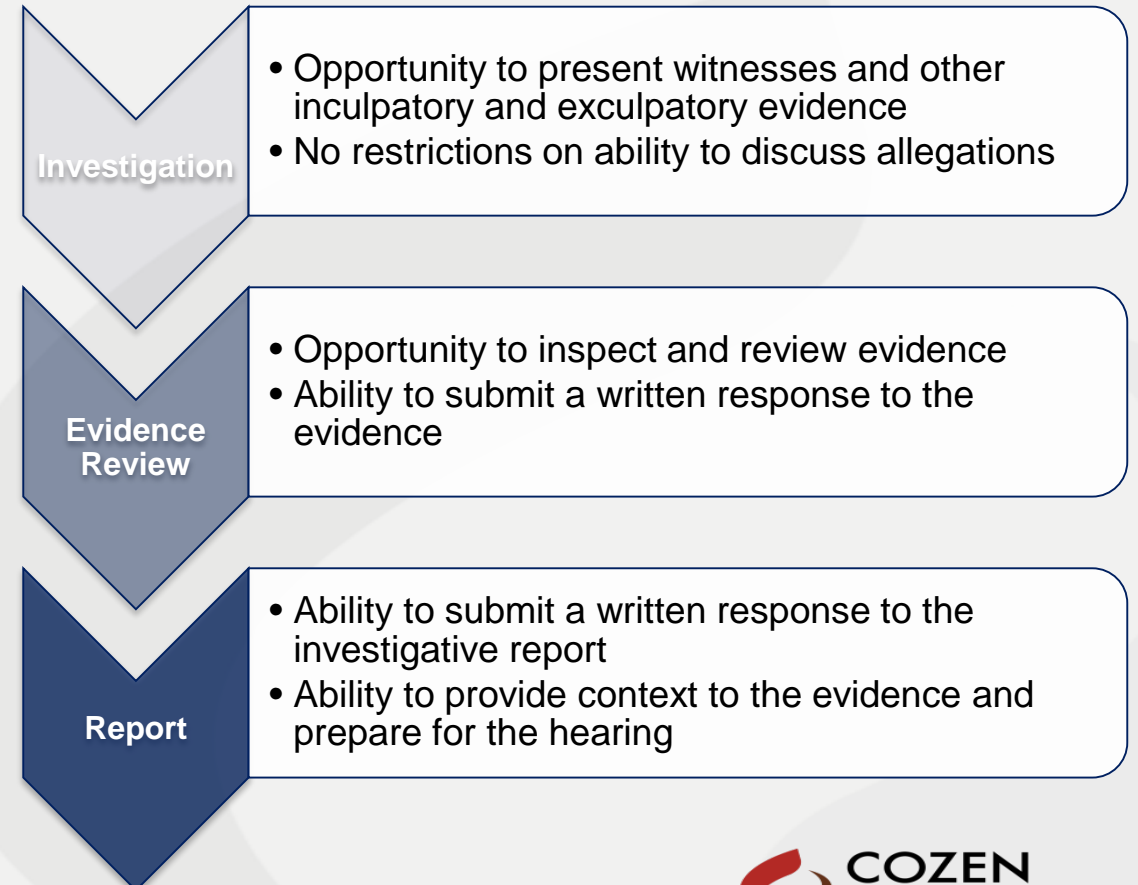 Investigation
• Opportunity to present witnesses and other
inculpatory and exculpatory evidence
• No restrictions on ability to discuss allegations
Evidence
Review
• Opportunity to inspect and review evidence
• Ability to submit a written response to the
evidence
Report
• Ability to submit a written response to the
investigative report
• Ability to provide context to the evidence and
prepare for the hearing
COZEN